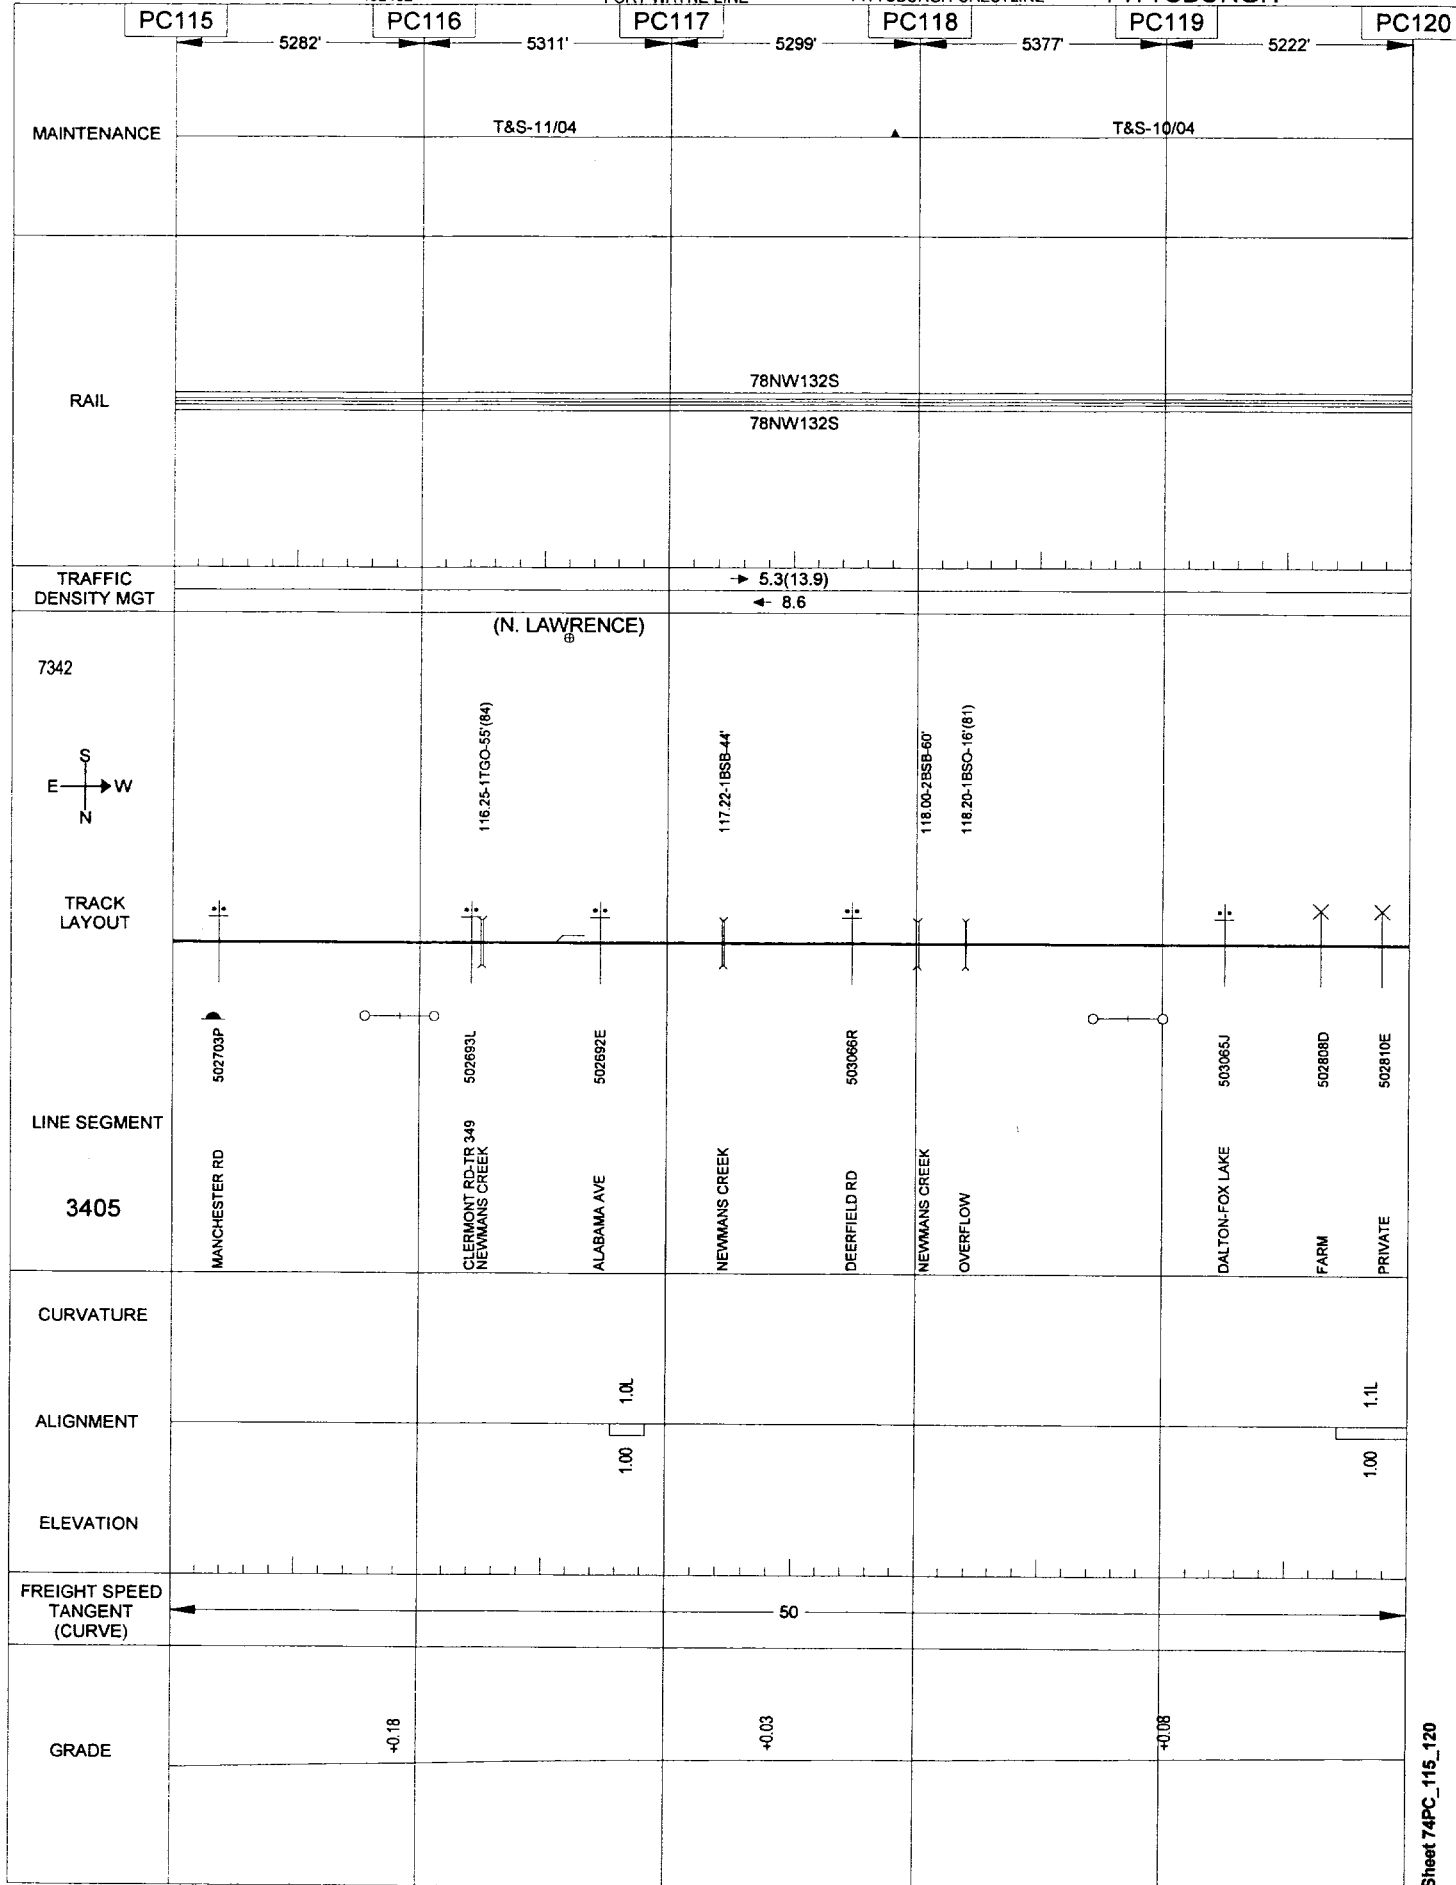 PC115 PC116 PC117 PC118 PC119 PC120
5282' 5311' 5299' 5377' 5222'
MAINTENANCE
T&S-11/04 T&S-10/04
RAIL
78NW132S
78NW132S
TRAFFIC
DENSITY MGT
5.3(13.9)
8.6
(N. LAWRENCE)
7342
S
E W
N
116.25-1TGO-55'(84)
117.22-1BSB-44'
118.00-2BSB-60'
118.20-1BSO-16'(81)
TRACK
LAYOUT
502703P
502693L
502692E
503066R
503065J
502808D
502810E
LINE SEGMENT
3405
MANCHESTER RD
CLERMONT RD-TR 349
NEWMANS CREEK
ALABAMA AVE
NEWMANS CREEK
DEERFIELD RD
NEWMANS CREEK
OVERFLOW
DALTON-FOX LAKE
FARM
PRIVATE
CURVATURE
1.0L 1.1L
ALIGNMENT
1.00 1.00
ELEVATION
FREIGHT SPEED
TANGENT
(CURVE)
50
GRADE
+0.18 +0.03 +0.08
Sheet 74PC_115_120